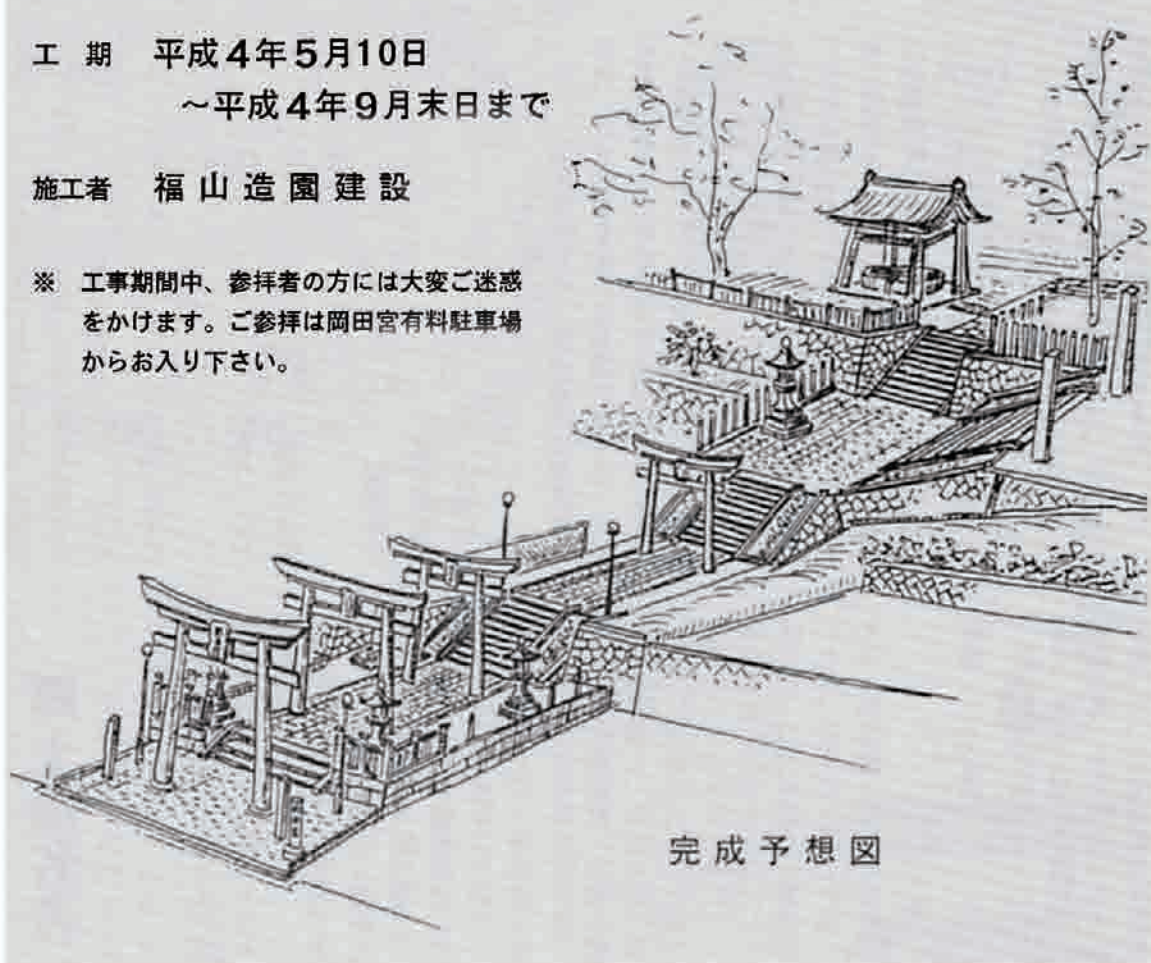 工 期　平成4年5月10日
～平成4年9月末日まで
施工者　福山造園建設
※　工事期間中、参拝者の方には大変ご迷惑
をかけます。ご参拝は岡田宮有料駐車場
からお入り下さい。
完成予想図